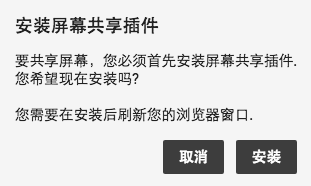 安装屏幕共享插件
要共享屏幕，您必须首先安装屏幕共享插件.
您希望现在安装吗?
您需要在安装后刷新您的浏览器窗口.
取消 安装